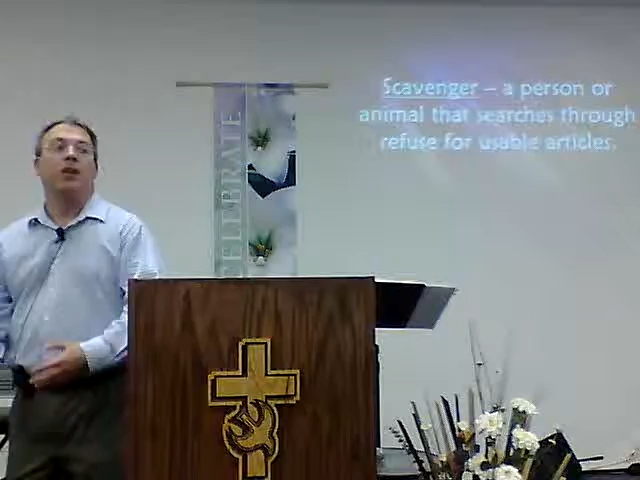 Scavenger – a person or
animal that searches through
refuse for usable articles.
CELEBRATE